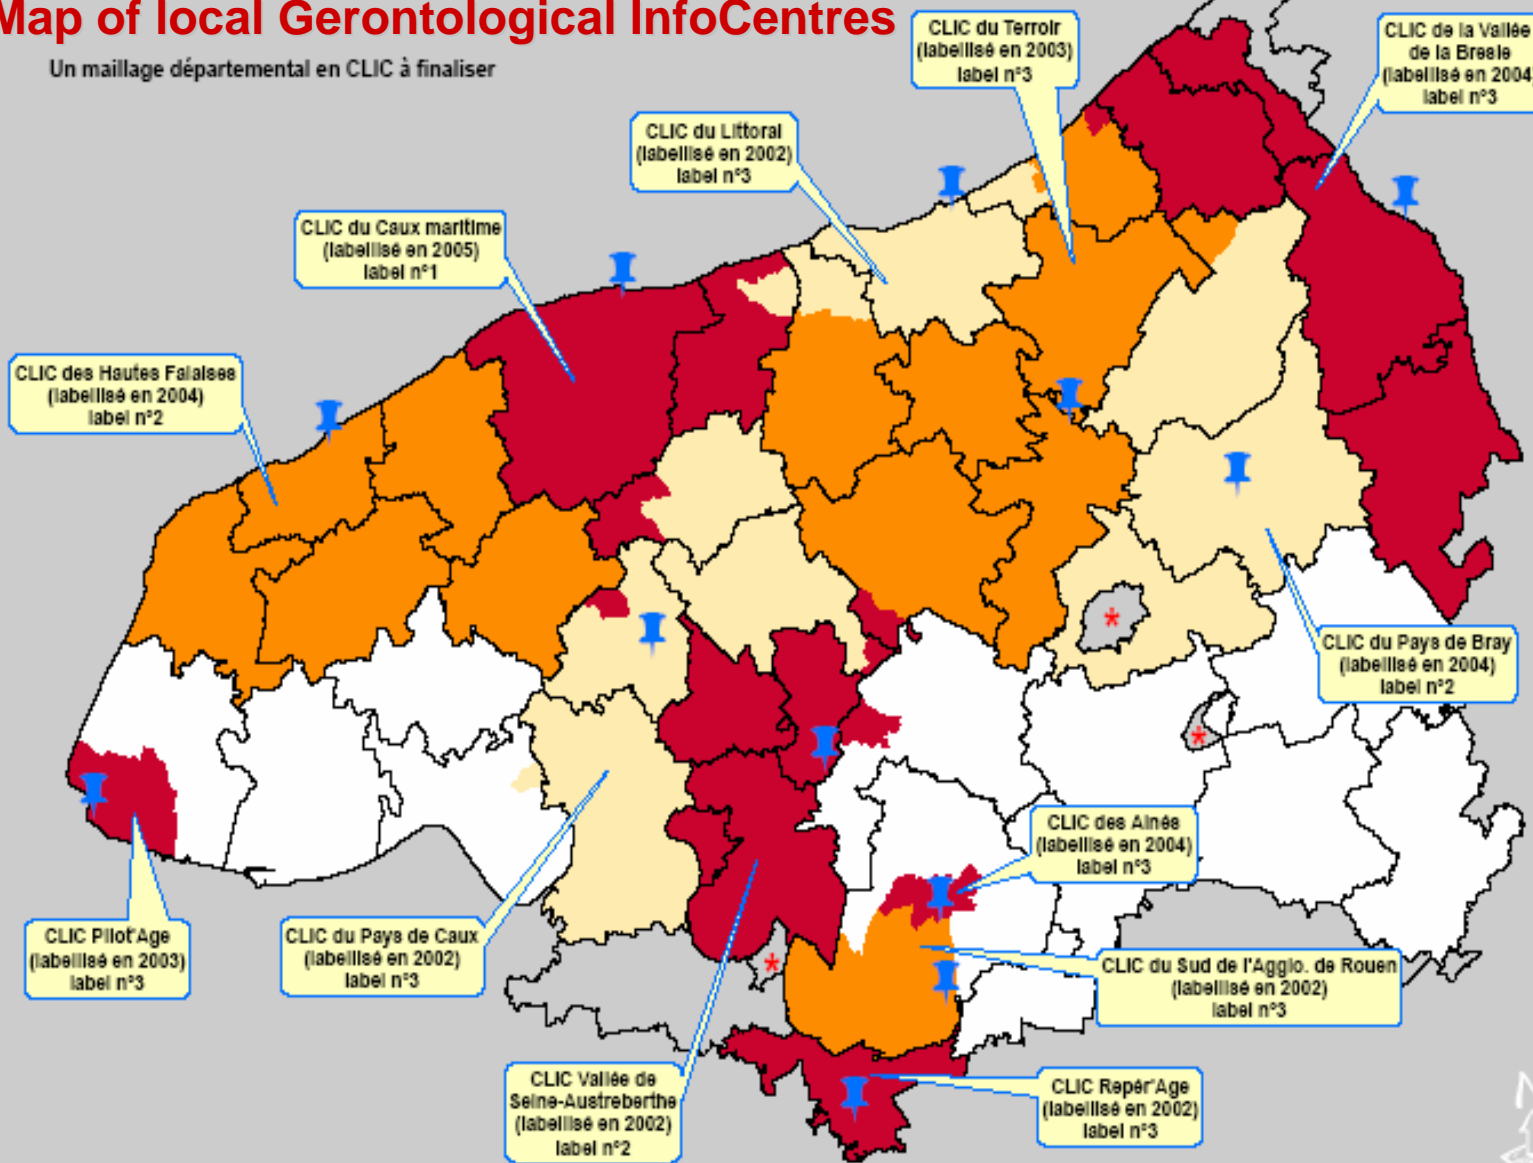 Map of local Gerontological InfoCentres
Un maillage départemental en CLIC à finaliser
CLIC du Terroir
(labellisé en 2003)
label n°3
CLIC de la Vallée
de la Bresle
(labellisé en 2004)
label n°3
CLIC du Littoral
(labellisé en 2002)
label n°3
CLIC du Caux maritime
(labellisé en 2005)
label n°1
CLIC des Hautes Falaises
(labellisé en 2004)
label n°2
*
CLIC du Pays de Bray
(labellisé en 2004)
label n°2
*
CLIC des Ainés
(labellisé en 2004)
label n°3
CLIC Pilot'Age
(labellisé en 2003)
label n°3
CLIC du Pays de Caux
(labellisé en 2002)
label n°3
*
CLIC du Sud de l'Agglo. de Rouen
(labellisé en 2002)
label n°3
CLIC Vallée de
Seine-Austreberthe
(labellisé en 2002)
label n°2
CLIC Repér'Age
(labellisé en 2002)
label n°3